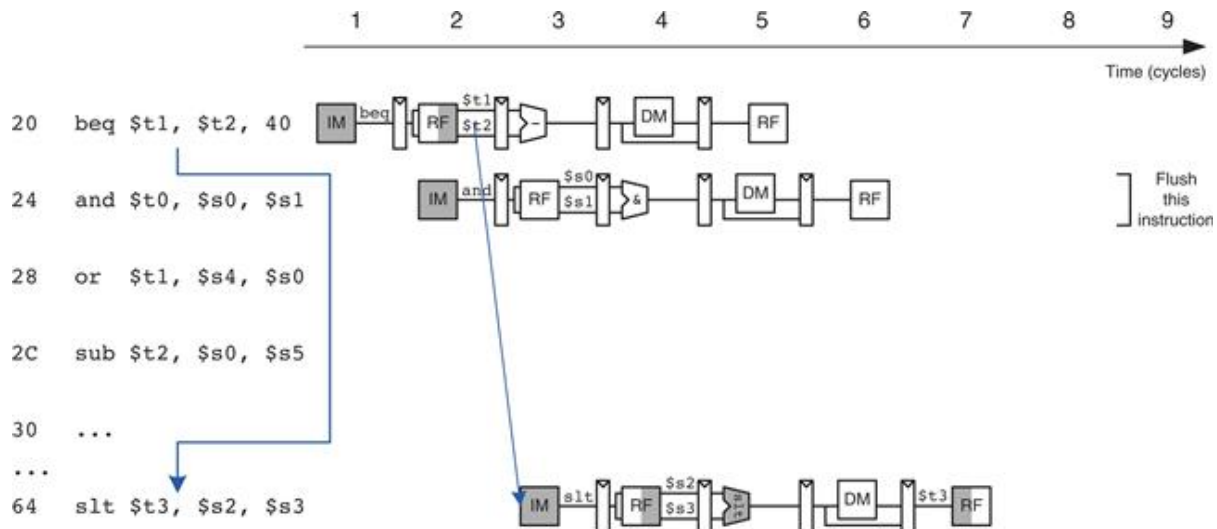 1 2 3 4 5 6 7 8 9
Time (cycles)
20 beq $t1, $t2, 40 IM beq RF $t1 $t2 - DM RF
24 and $t0, $s0, $s1 IM and RF $s0 $s1 & DM RF
Flush
this
instruction
28 or $t1, $s4, $s0
2C sub $t2, $s0, $s5
30 ...
...
64 slt $t3, $s2, $s3 IM slt RF $s2 $s3 slt DM $t3 RF